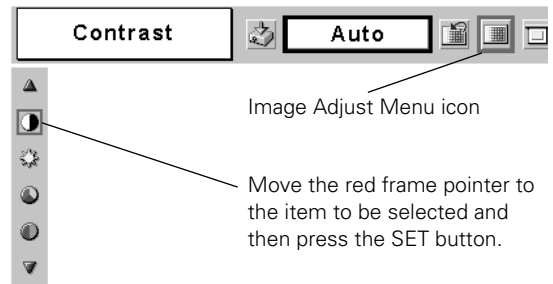 Contrast
Auto
Image Adjust Menu icon
Move the red frame pointer to
the item to be selected and
then press the SET button.